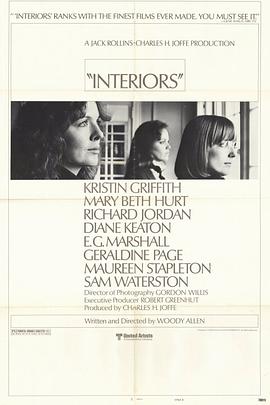 "'INTERIORS' RANKS WITH THE FINEST FILMS EVER MADE. YOU MUST SEE IT."
A JACK ROLLINS-CHARLES H. JOFFE PRODUCTION
"INTERIORS"
KRISTIN GRIFFITH
MARY BETH HURT
RICHARD JORDAN
DIANE KEATON
E.G. MARSHALL
GERALDINE PAGE
MAUREEN STAPLETON
SAM WATERSTON
Director of Photography GORDON WILLIS
Executive Producer ROBERT GREENHUT
Produced by CHARLES H. JOFFE
Written and Directed by WOODY ALLEN
United Artists